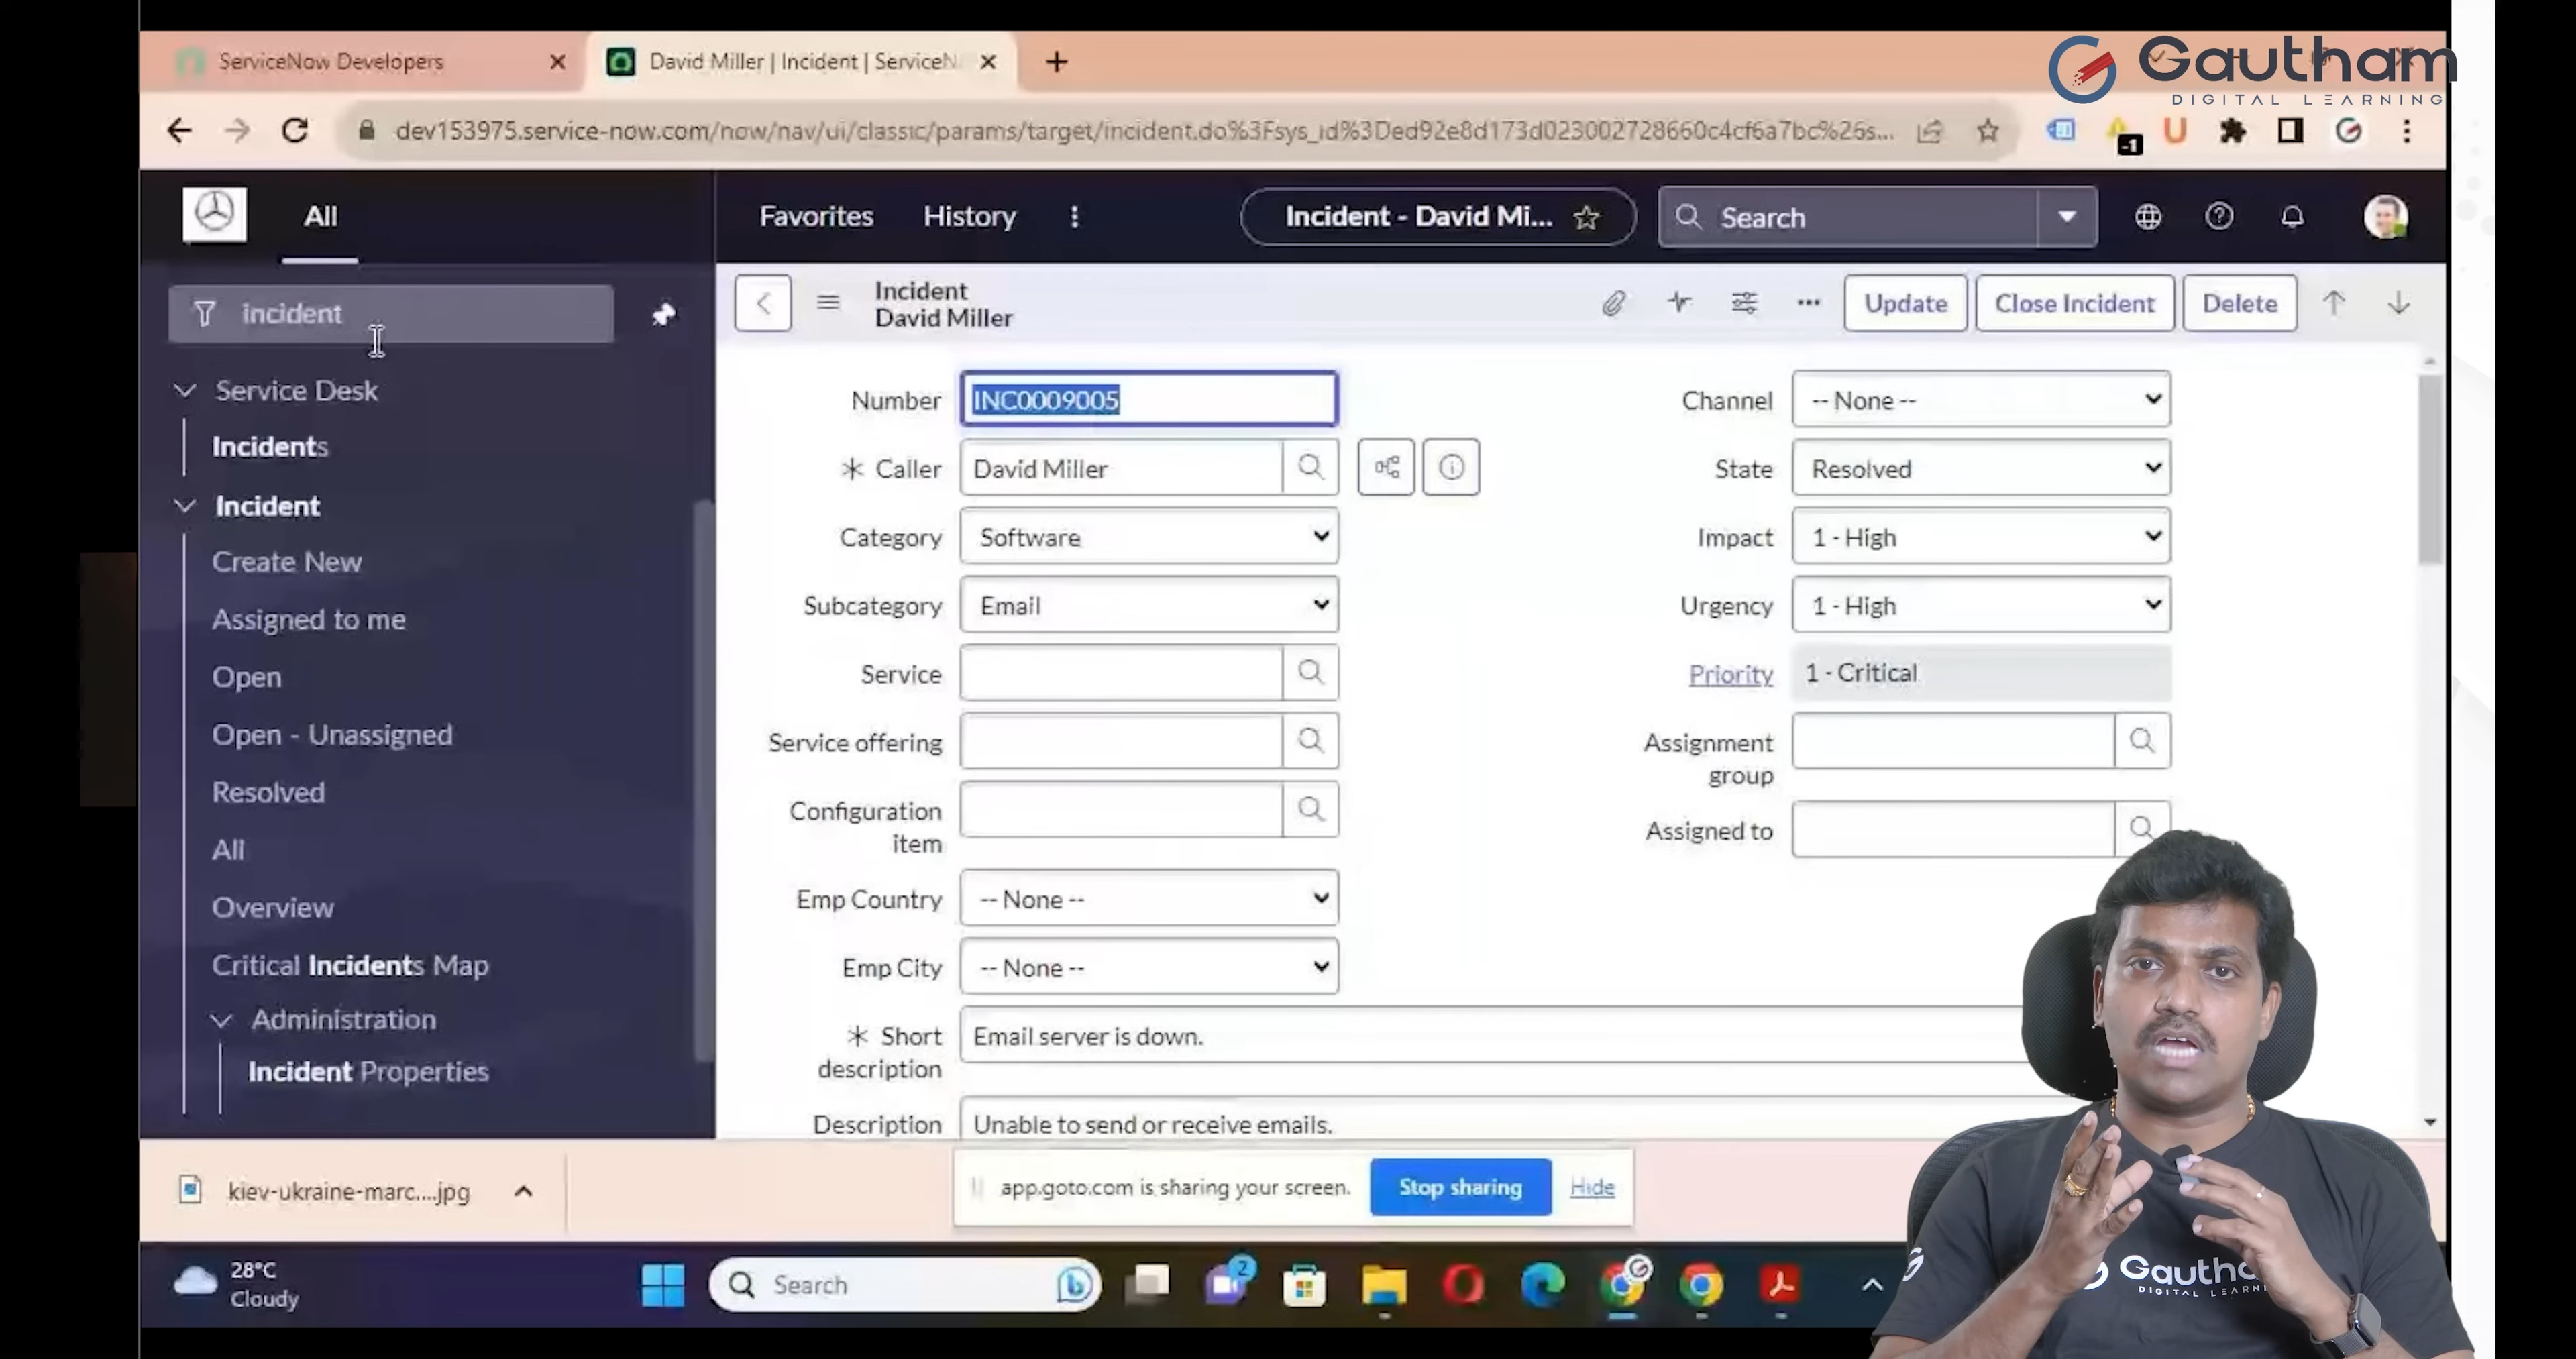 ServiceNow Developers
David Miller | Incident | ServiceN
Gautham
DIGITAL LEARNING
dev153975.service-now.com/now/nav/ui/classic/params/target/incident.do%3Fsys_id%3Ded92e8d173d023002728660c4cf6a7bc%26s...
-1
All
Favorites
History
Incident - David Mi...
Search
incident
Incident
David Miller
Update
Close Incident
Delete
Service Desk
Incidents
Incident
Create New
Assigned to me
Open
Open - Unassigned
Resolved
All
Overview
Critical Incidents Map
Administration
Incident Properties
Number INC0009005
Caller David Miller
Category Software
Subcategory Email
Service
Service offering
Configuration
item
Emp Country -- None --
Emp City -- None --
Short Email server is down.
description
Description Unable to send or receive emails.
Channel -- None --
State Resolved
Impact 1 - High
Urgency 1 - High
Priority 1 - Critical
Assignment
group
Assigned to
kiev-ukraine-marc....jpg
app.goto.com is sharing your screen.
Stop sharing
Hide
28°C
Cloudy
Search
2
Gautha
DIGITAL LEARNI